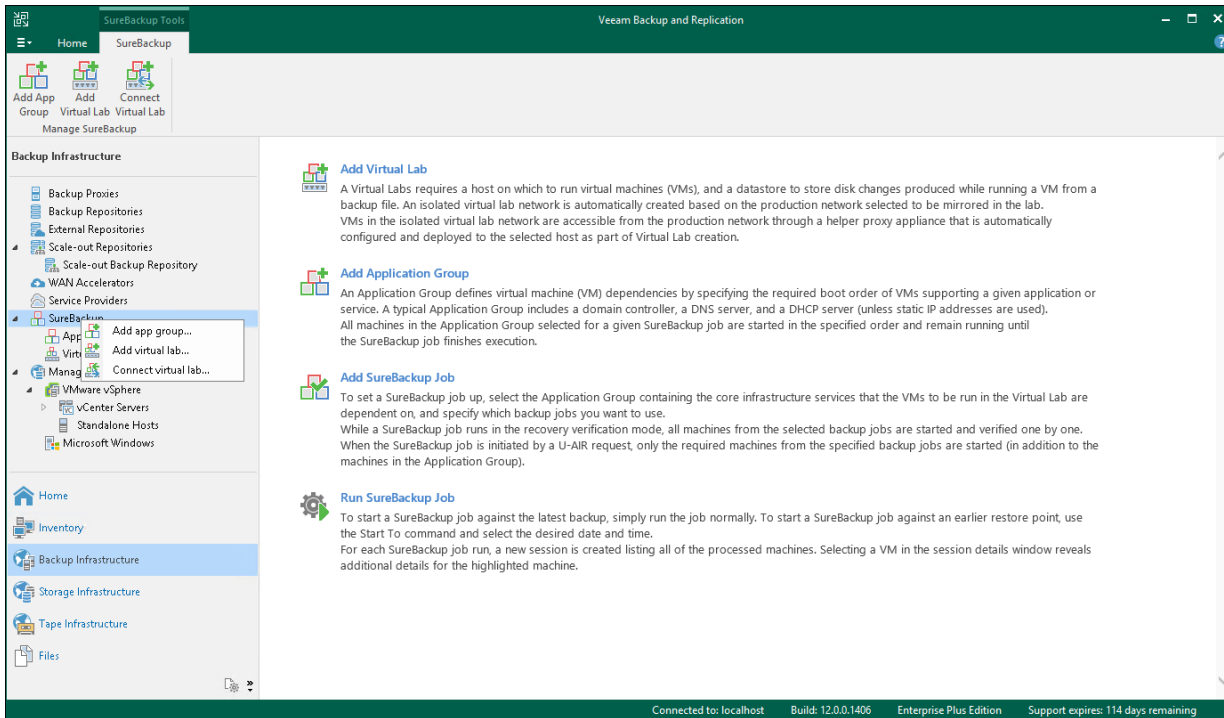 SureBackup Tools
Veeam Backup and Replication
Home
SureBackup
Add App
Group
Add
Virtual Lab
Connect
Virtual Lab
Manage SureBackup
Backup Infrastructure
Backup Proxies
Backup Repositories
External Repositories
Scale-out Repositories
Scale-out Backup Repository
WAN Accelerators
Service Providers
SureBackup
App
Virt
Manag
VMware vSphere
vCenter Servers
Standalone Hosts
Microsoft Windows
Add app group...
Add virtual lab...
Connect virtual lab...
Home
Inventory
Backup Infrastructure
Storage Infrastructure
Tape Infrastructure
Files
Add Virtual Lab
A Virtual Labs requires a host on which to run virtual machines (VMs), and a datastore to store disk changes produced while running a VM from a
backup file. An isolated virtual lab network is automatically created based on the production network selected to be mirrored in the lab.
VMs in the isolated virtual lab network are accessible from the production network through a helper proxy appliance that is automatically
configured and deployed to the selected host as part of Virtual Lab creation.
Add Application Group
An Application Group defines virtual machine (VM) dependencies by specifying the required boot order of VMs supporting a given application or
service. A typical Application Group includes a domain controller, a DNS server, and a DHCP server (unless static IP addresses are used).
All machines in the Application Group selected for a given SureBackup job are started in the specified order and remain running until
the SureBackup job finishes execution.
Add SureBackup Job
To set a SureBackup job up, select the Application Group containing the core infrastructure services that the VMs to be run in the Virtual Lab are
dependent on, and specify which backup jobs you want to use.
While a SureBackup job runs in the recovery verification mode, all machines from the selected backup jobs are started and verified one by one.
When the SureBackup job is initiated by a U-AIR request, only the required machines from the specified backup jobs are started (in addition to the
machines in the Application Group).
Run SureBackup Job
To start a SureBackup job against the latest backup, simply run the job normally. To start a SureBackup job against an earlier restore point, use
the Start To command and select the desired date and time.
For each SureBackup job run, a new session is created listing all of the processed machines. Selecting a VM in the session details window reveals
additional details for the highlighted machine.
Connected to: localhost
Build: 12.0.0.1406
Enterprise Plus Edition
Support expires: 114 days remaining